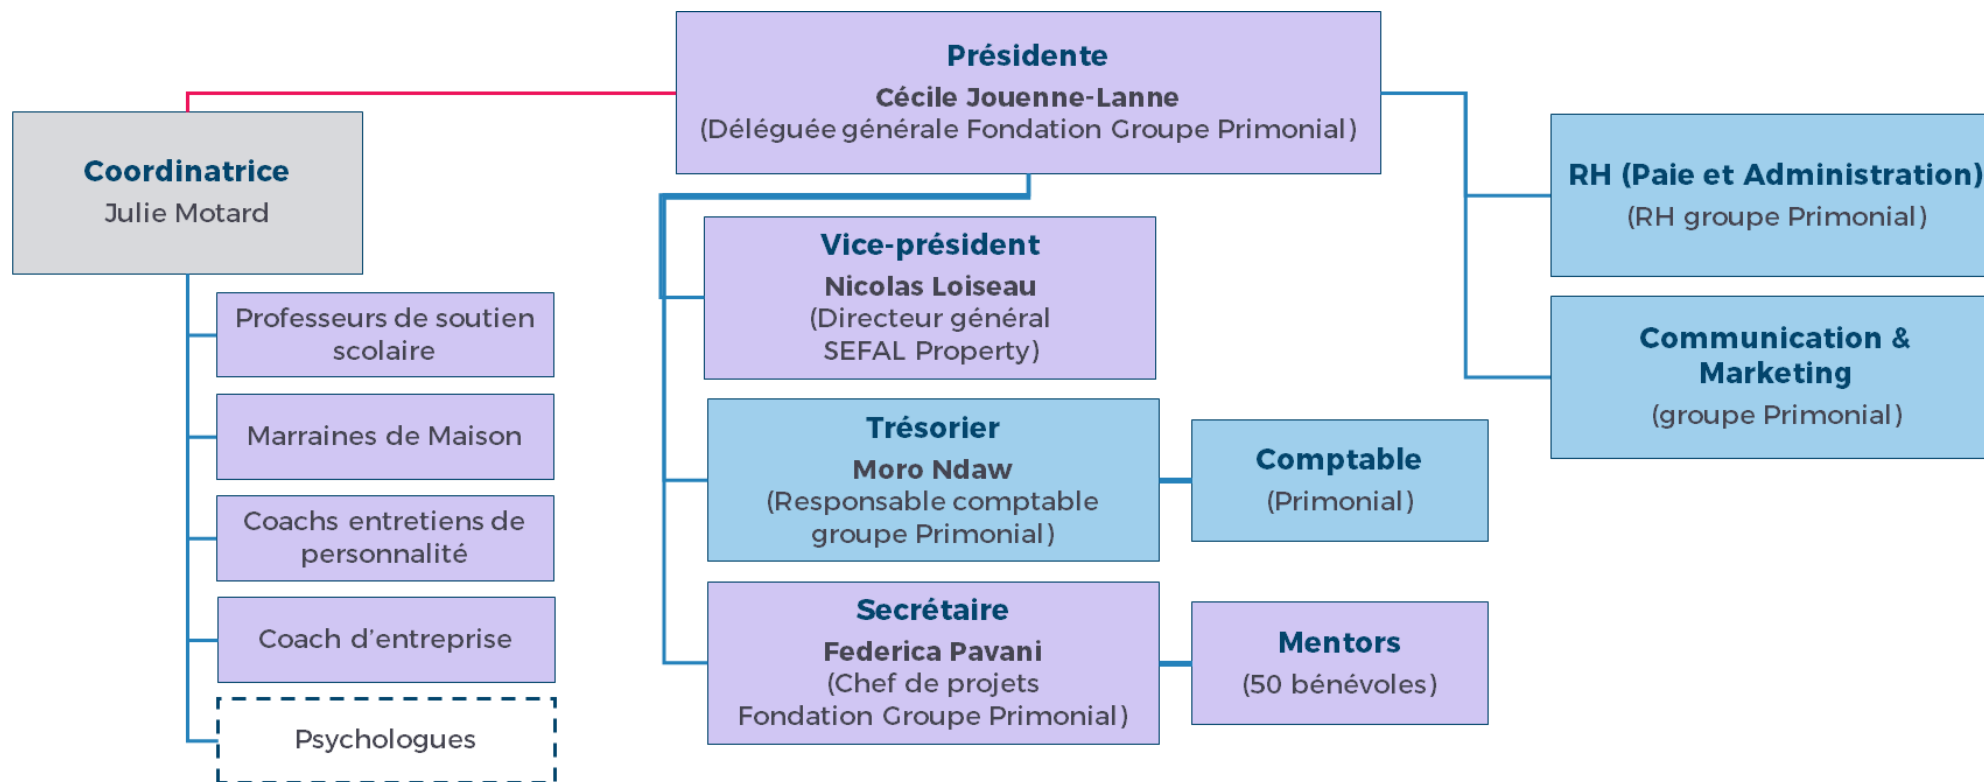 Présidente
Cécile Jouenne-Lanne
(Déléguée générale Fondation Groupe Primonial)
Coordinatrice
Julie Motard
Professeurs de soutien
scolaire
Marraines de Maison
Coachs entretiens de
personnalité
Coach d’entreprise
Psychologues
Vice-président
Nicolas Loiseau
(Directeur général
SEFAL Property)
Trésorier
Moro Ndaw
(Responsable comptable
groupe Primonial)
Comptable
(Primonial)
Secrétaire
Federica Pavani
(Chef de projets
Fondation Groupe Primonial)
Mentors
(50 bénévoles)
RH (Paie et Administration)
(RH groupe Primonial)
Communication &
Marketing
(groupe Primonial)